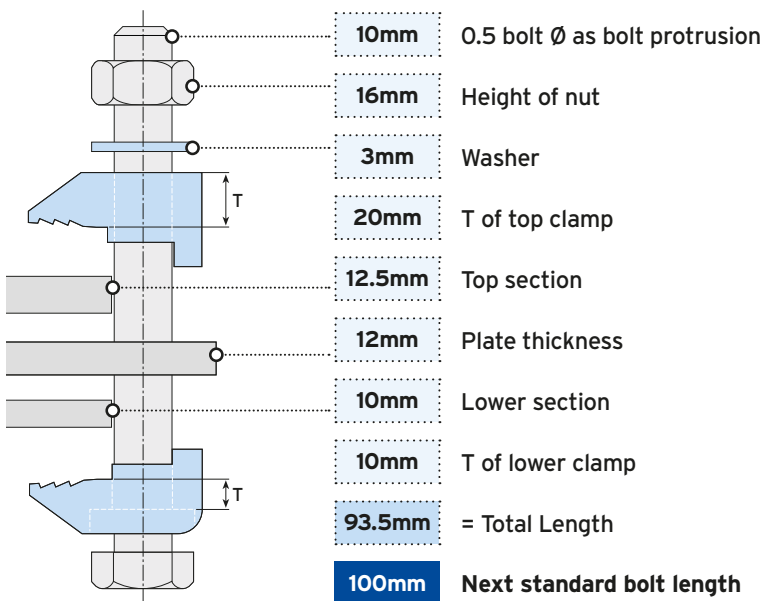 10mm 0.5 bolt Ø as bolt protrusion
16mm Height of nut
3mm Washer
T
20mm T of top clamp
12.5mm Top section
12mm Plate thickness
10mm Lower section
10mm T of lower clamp
T
93.5mm = Total Length
100mm Next standard bolt length